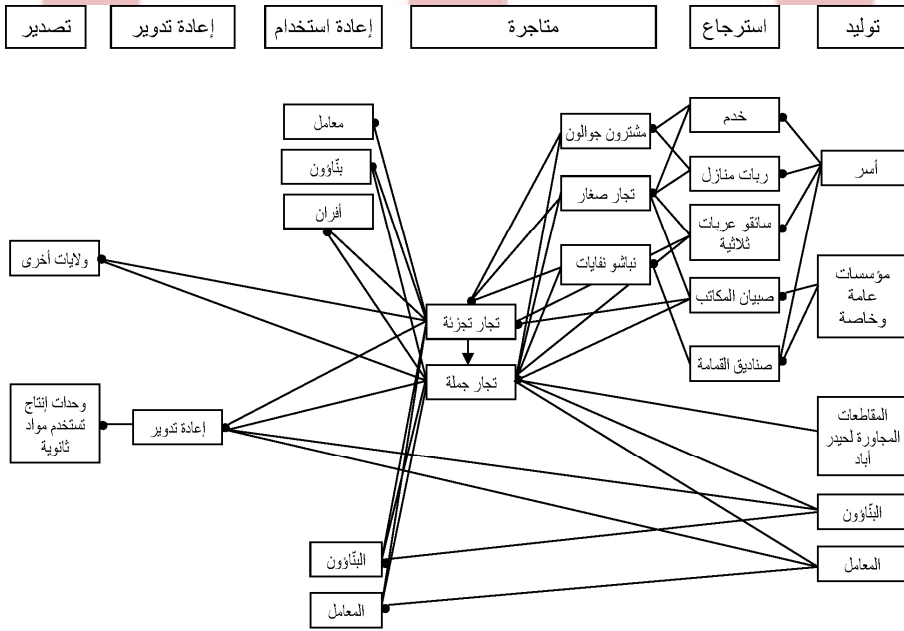 توليد
استرجاع
متاجرة
إعادة استخدام
إعادة تدوير
تصدير
خدم
ربات منازل
سائقو عربات
ثلاثية
صبيان المكاتب
صناديق القمامة
أسر
مؤسسات
عامة
وخاصة
المقاطعات
المجاورة لحيدر
أباد
البنّاؤون
المعامل
مشترون جوالون
تجار صغار
نباشو نفايات
تجار تجزئة
تجار جملة
معامل
بنّاؤون
أفران
البنّاؤون
المعامل
إعادة تدوير
ولايات أخرى
وحدات إنتاج
تستخدم مواد
ثانوية